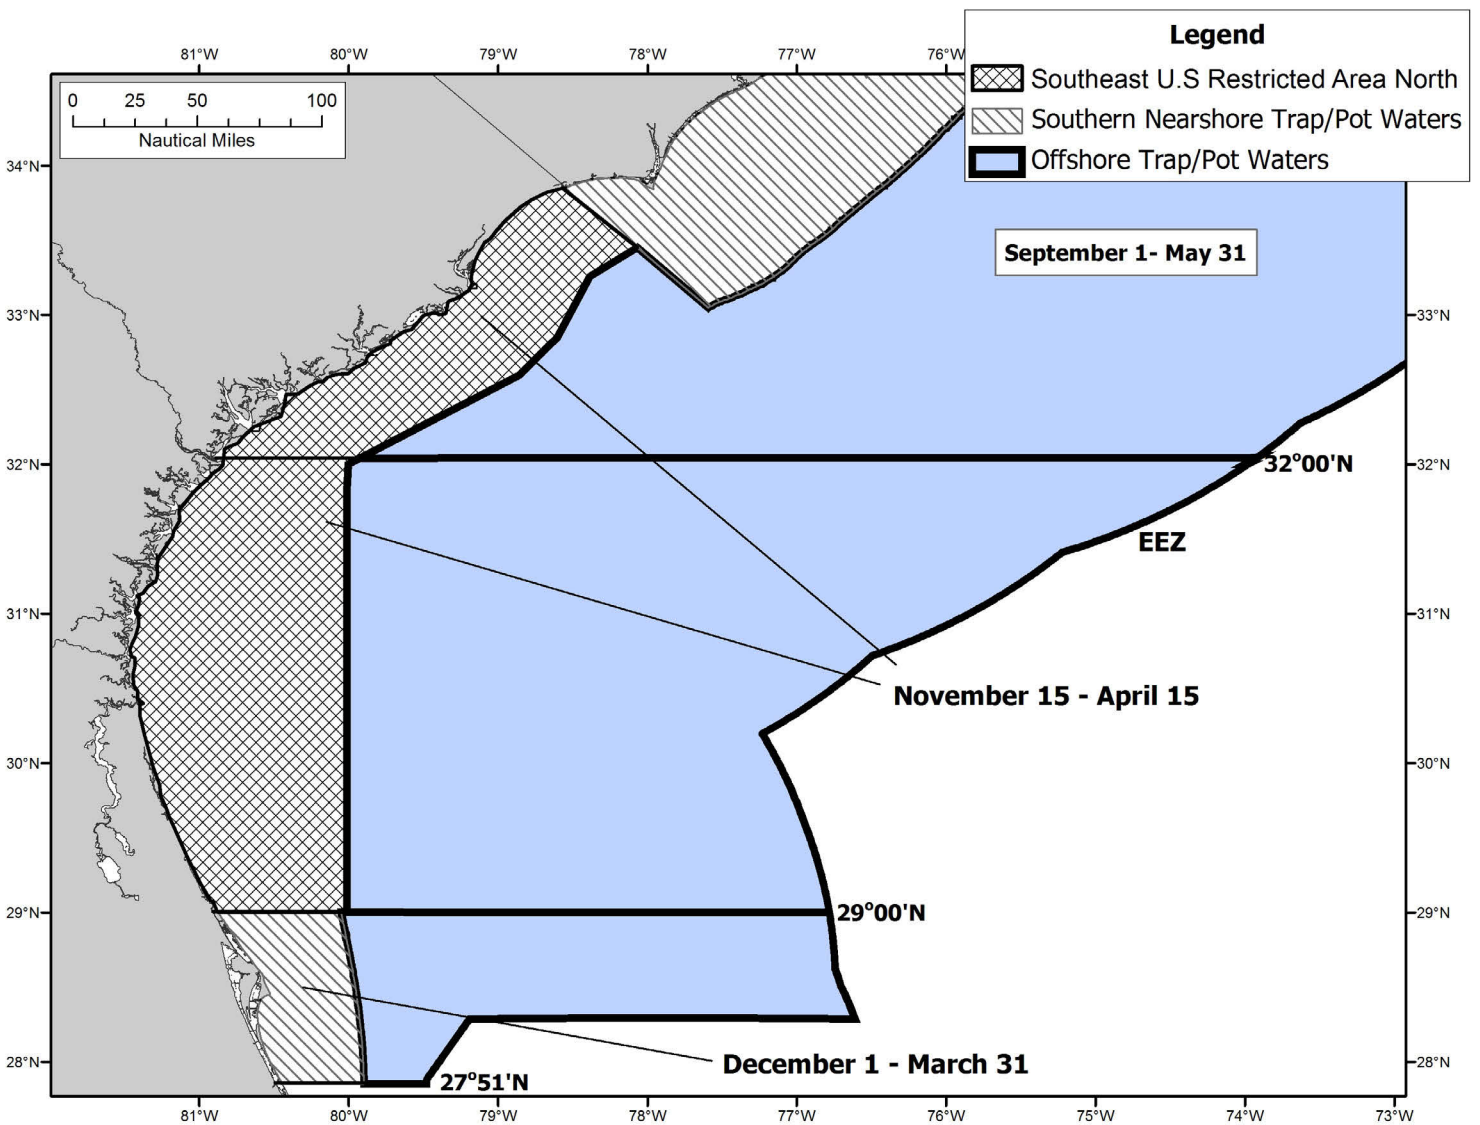 Legend
Southeast U.S Restricted Area North
Southern Nearshore Trap/Pot Waters
Offshore Trap/Pot Waters
81°W 80°W 79°W 78°W 77°W 76°W
0 25 50 100
Nautical Miles
34°N
September 1- May 31
33°N 33°N
32°N 32°00'N 32°N
EEZ
31°N 31°N
November 15 - April 15
30°N 30°N
29°N 29°00'N 29°N
28°N December 1 - March 31 28°N
27°51'N
81°W 80°W 79°W 78°W 77°W 76°W 75°W 74°W 73°W